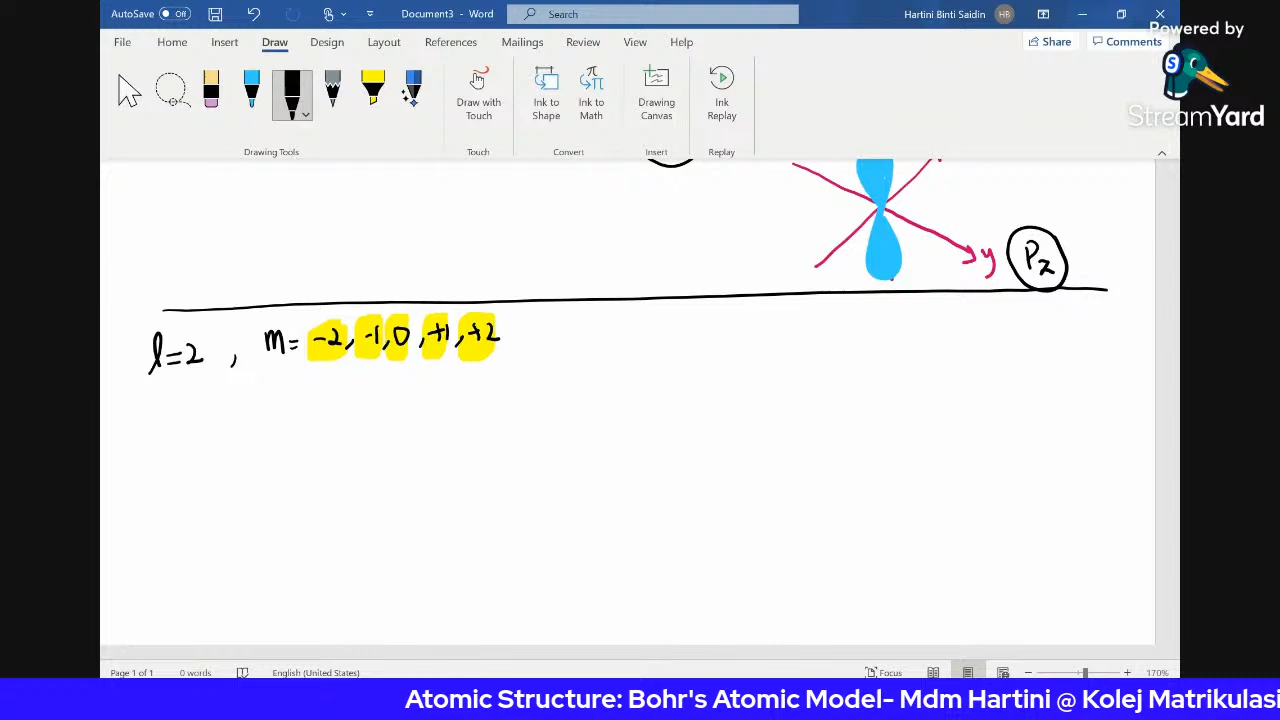 AutoSave Off Document3 - Word Search Hartini Binti Saidin HB
Powered by
StreamYard
File Home Insert Draw Design Layout References Mailings Review View Help Share Comments
Draw with Touch Ink to Shape Ink to Math Drawing Canvas Ink Replay
Drawing Tools Touch Convert Insert Replay
y Pz
l=2 , m= -2, -1, 0, +1, +2
Page 1 of 1 0 words English (United States) Focus 170%
Atomic Structure: Bohr's Atomic Model- Mdm Hartini @ Kolej Matrikulasi